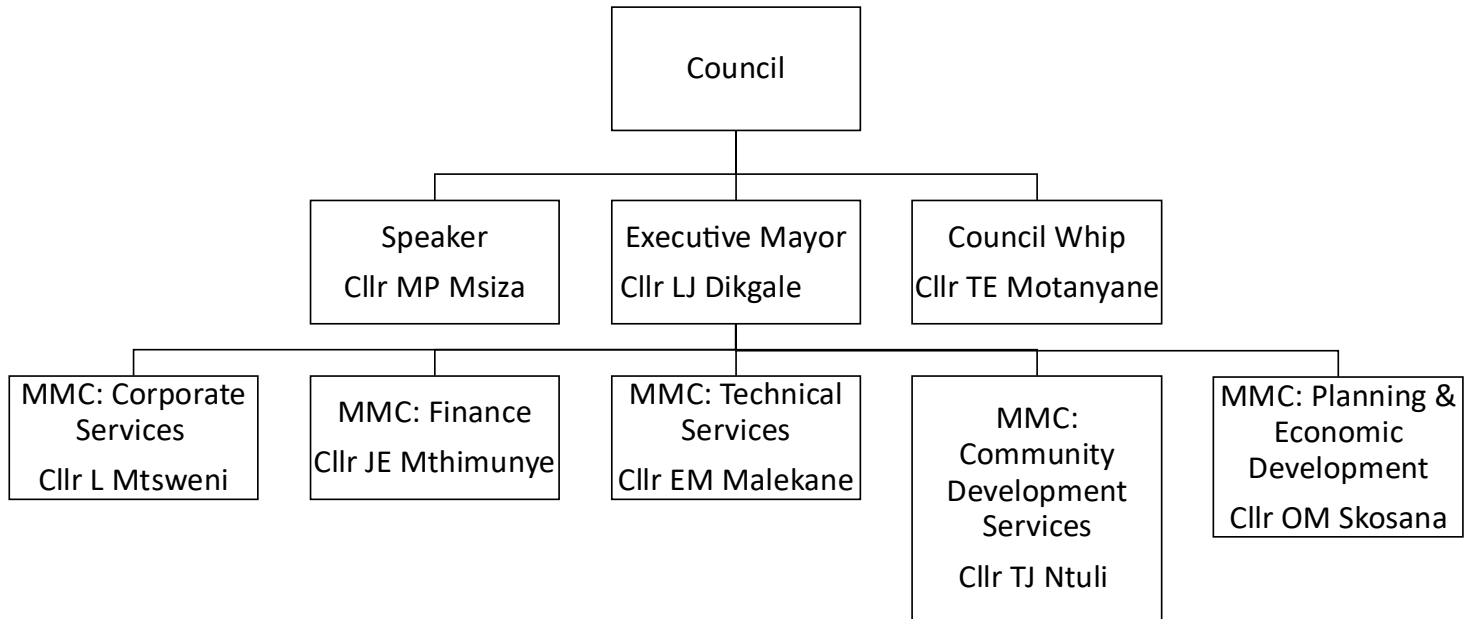 Council
Speaker
Cllr MP Msiza
Executive Mayor
Cllr LJ Dikgale
Council Whip
Cllr TE Motanyane
MMC: Corporate
Services
Cllr L Mtsweni
MMC: Finance
Cllr JE Mthimunye
MMC: Technical
Services
Cllr EM Malekane
MMC:
Community
Development
Services
Cllr TJ Ntuli
MMC: Planning &
Economic
Development
Cllr OM Skosana